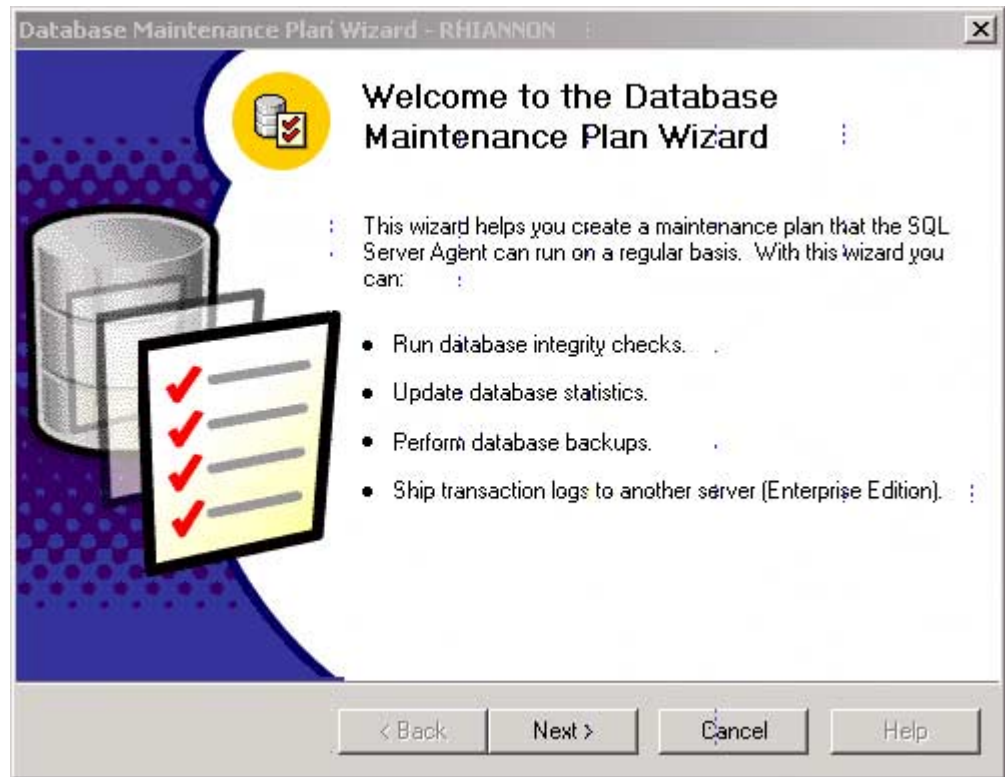 Database Maintenance Plan Wizard - RHIANNON
Welcome to the Database
Maintenance Plan Wizard
This wizard helps you create a maintenance plan that the SQL
Server Agent can run on a regular basis. With this wizard you
can:
• Run database integrity checks.
• Update database statistics.
• Perform database backups.
• Ship transaction logs to another server (Enterprise Edition).
< Back Next > Cancel Help